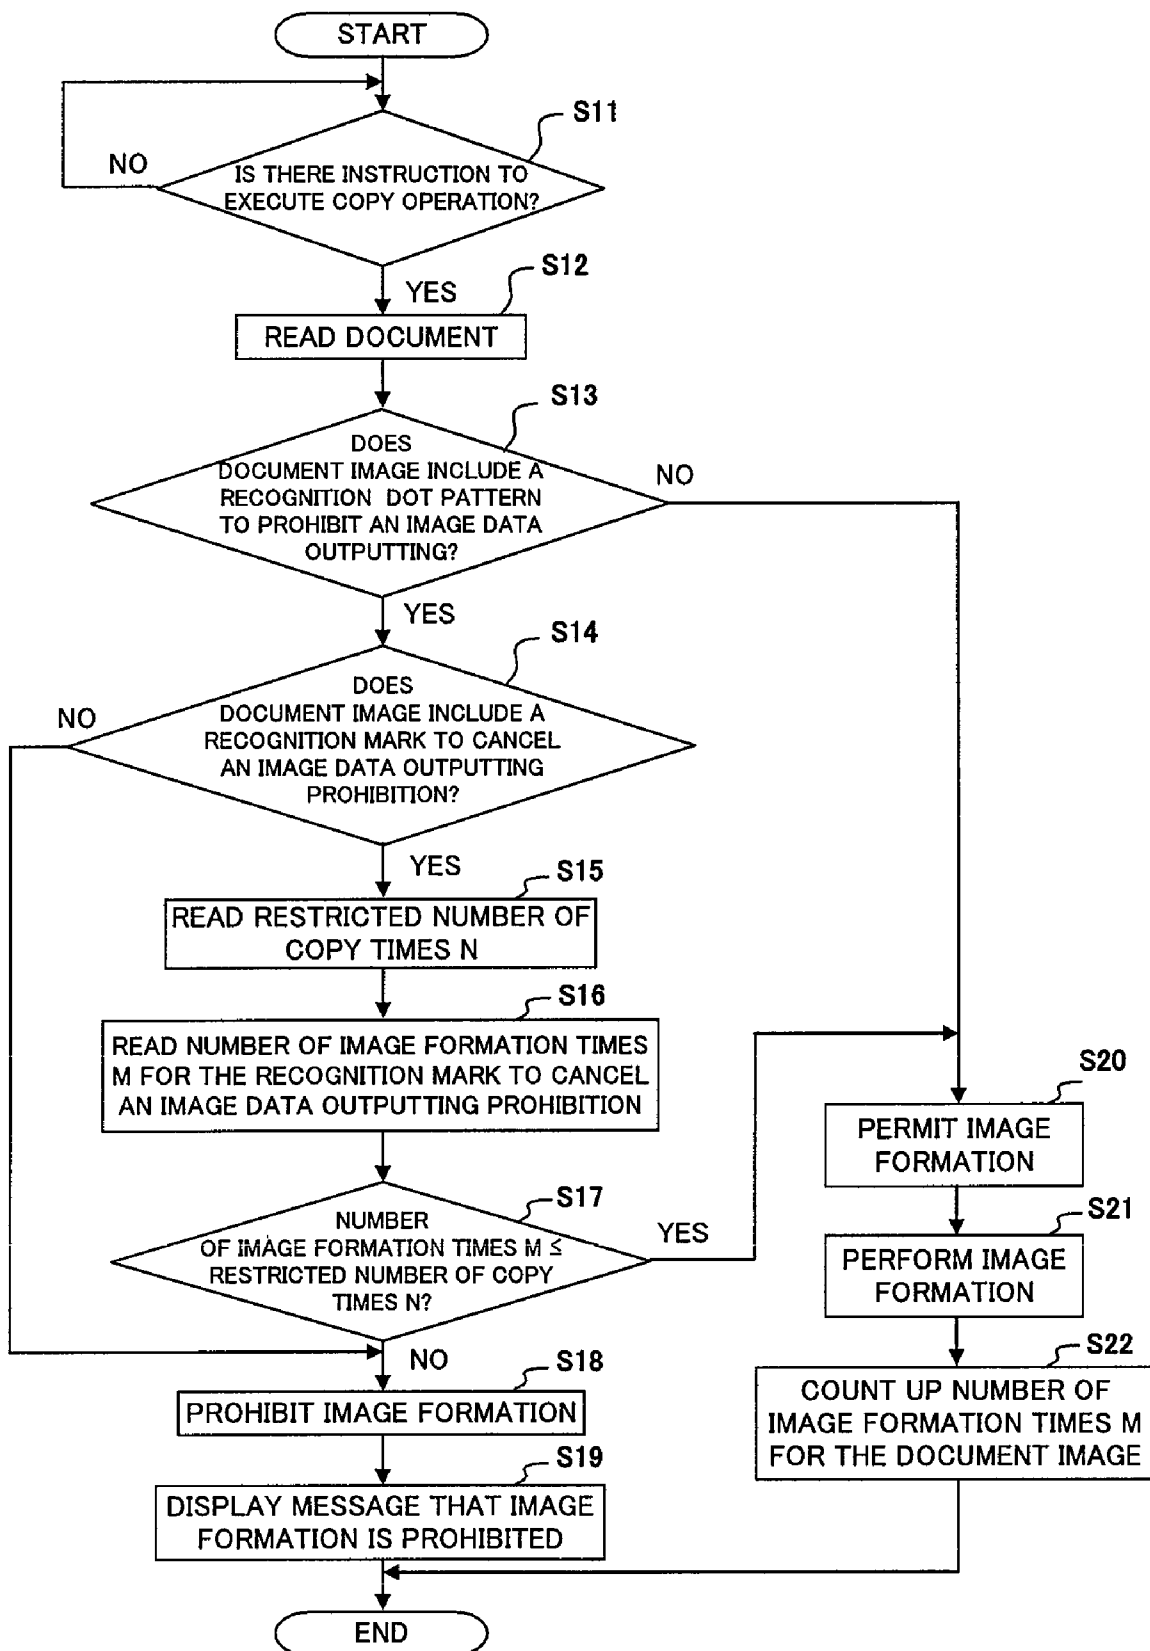 START
S11
NO
IS THERE INSTRUCTION TO
EXECUTE COPY OPERATION?
S12
YES
READ DOCUMENT
S13
DOES
DOCUMENT IMAGE INCLUDE A
RECOGNITION DOT PATTERN
TO PROHIBIT AN IMAGE DATA
OUTPUTTING?
NO
YES
S14
DOES
DOCUMENT IMAGE INCLUDE A
RECOGNITION MARK TO CANCEL
AN IMAGE DATA OUTPUTTING
PROHIBITION?
NO
YES
S15
READ RESTRICTED NUMBER OF
COPY TIMES N
S16
READ NUMBER OF IMAGE FORMATION TIMES
M FOR THE RECOGNITION MARK TO CANCEL
AN IMAGE DATA OUTPUTTING PROHIBITION
S17
NUMBER
OF IMAGE FORMATION TIMES M ≤
RESTRICTED NUMBER OF COPY
TIMES N?
YES
NO
S18
PROHIBIT IMAGE FORMATION
S19
DISPLAY MESSAGE THAT IMAGE
FORMATION IS PROHIBITED
S20
PERMIT IMAGE
FORMATION
S21
PERFORM IMAGE
FORMATION
S22
COUNT UP NUMBER OF
IMAGE FORMATION TIMES M
FOR THE DOCUMENT IMAGE
END